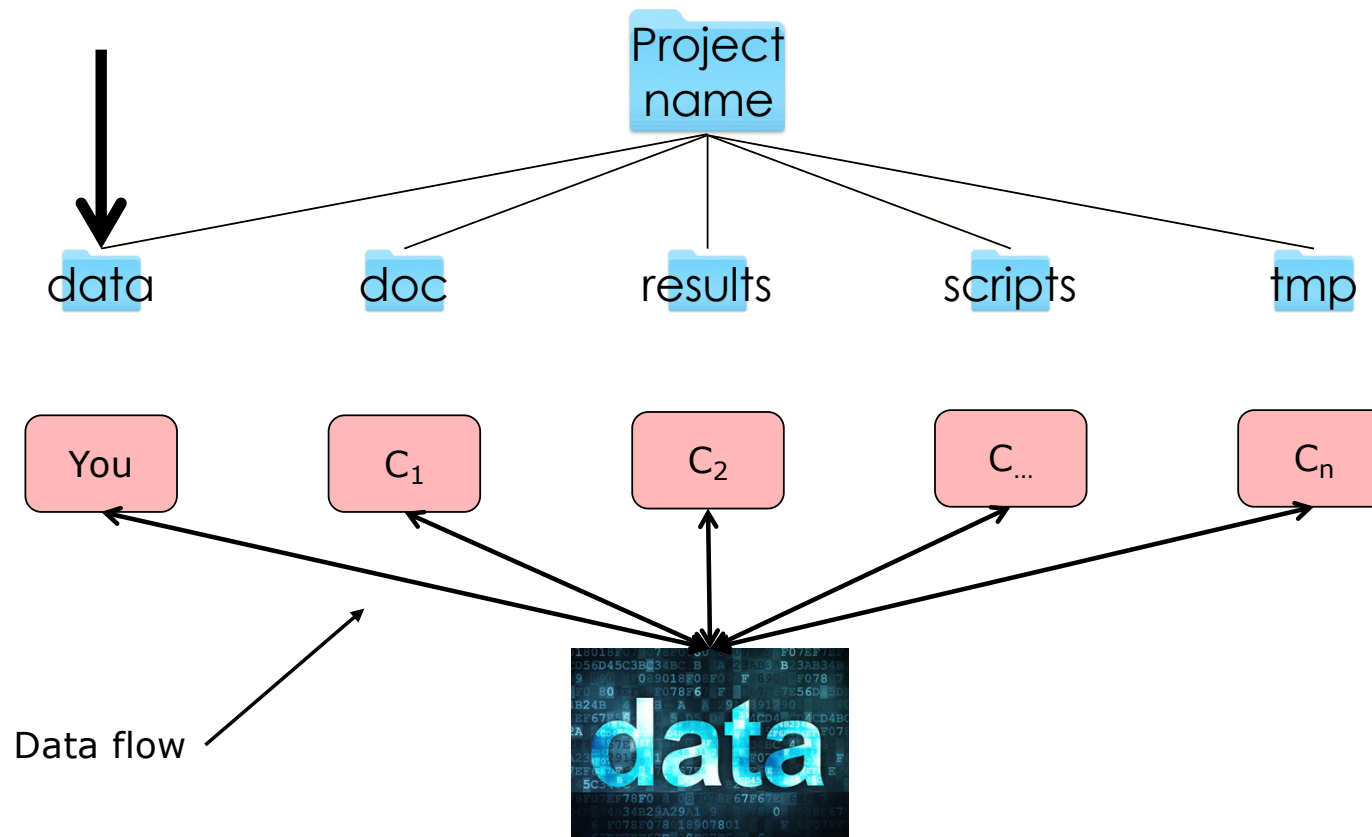 Project
name
data
doc
results
scripts
tmp
You
C1
C2
C...
Cn
Data flow
data